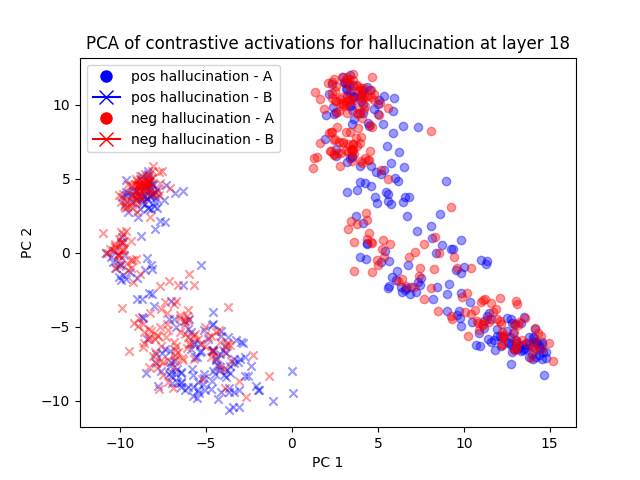 PCA of contrastive activations for hallucination at layer 18
pos hallucination - A
pos hallucination - B
neg hallucination - A
neg hallucination - B
10
5
0
−5
−10
PC 2
−10 −5 0 5 10 15
PC 1